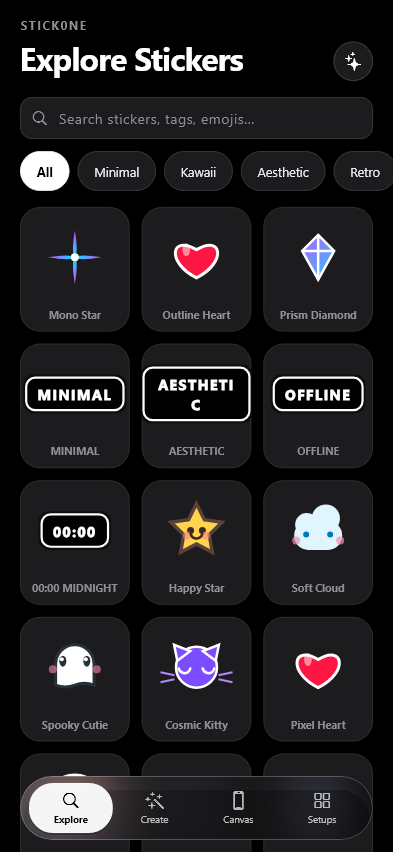 STICK0NE
Explore Stickers
Search stickers, tags, emojis...
All Minimal Kawaii Aesthetic Retro
Mono Star Outline Heart Prism Diamond
MINIMAL AESTHETI
C OFFLINE
MINIMAL AESTHETIC OFFLINE
00:00
00:00 MIDNIGHT Happy Star Soft Cloud
Spooky Cutie Cosmic Kitty Pixel Heart
Explore Create Canvas Setups